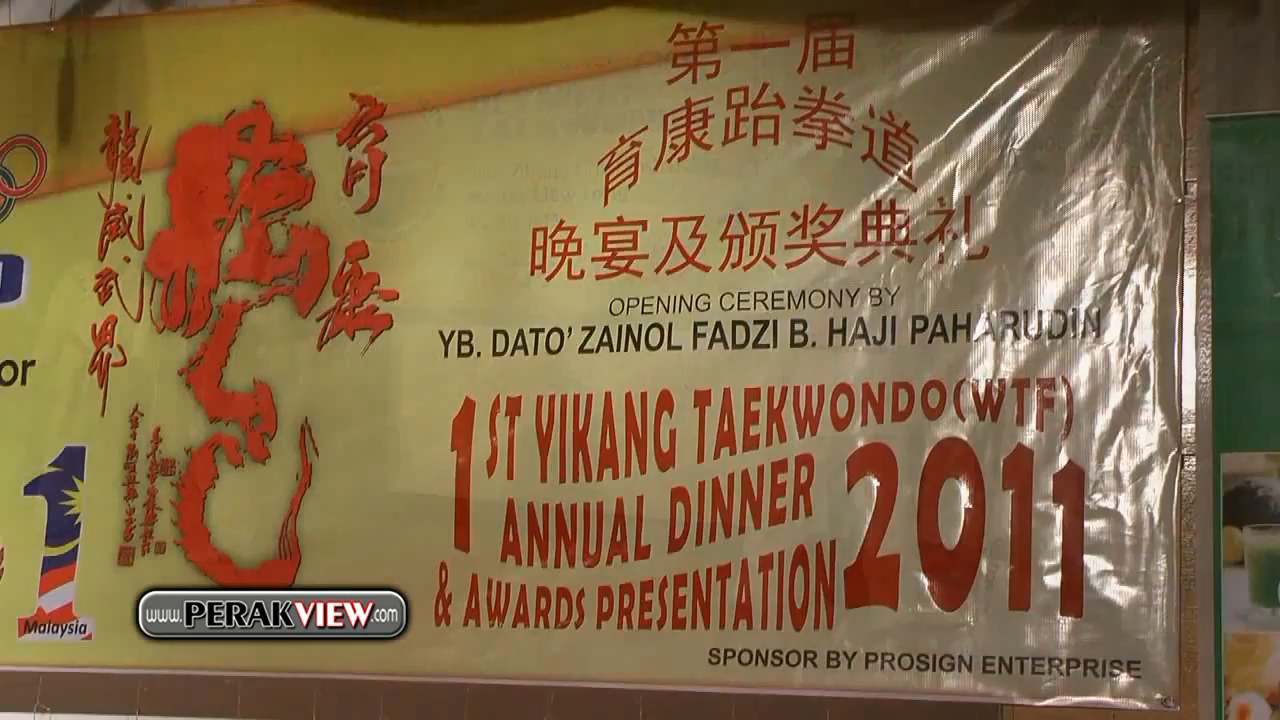 第一届
育康跆拳道
晚宴及颁奖典礼
OPENING CEREMONY BY
YB. DATO' ZAINOL FADZI B. HAJI PAHARUDIN
1ST YIKANG TAEKWONDO(WTF)
ANNUAL DINNER
& AWARDS PRESENTATION
2011
SPONSOR BY PROSIGN ENTERPRISE
育康
龍威武界
or
1
Malaysia
www.PERAKVIEW.com